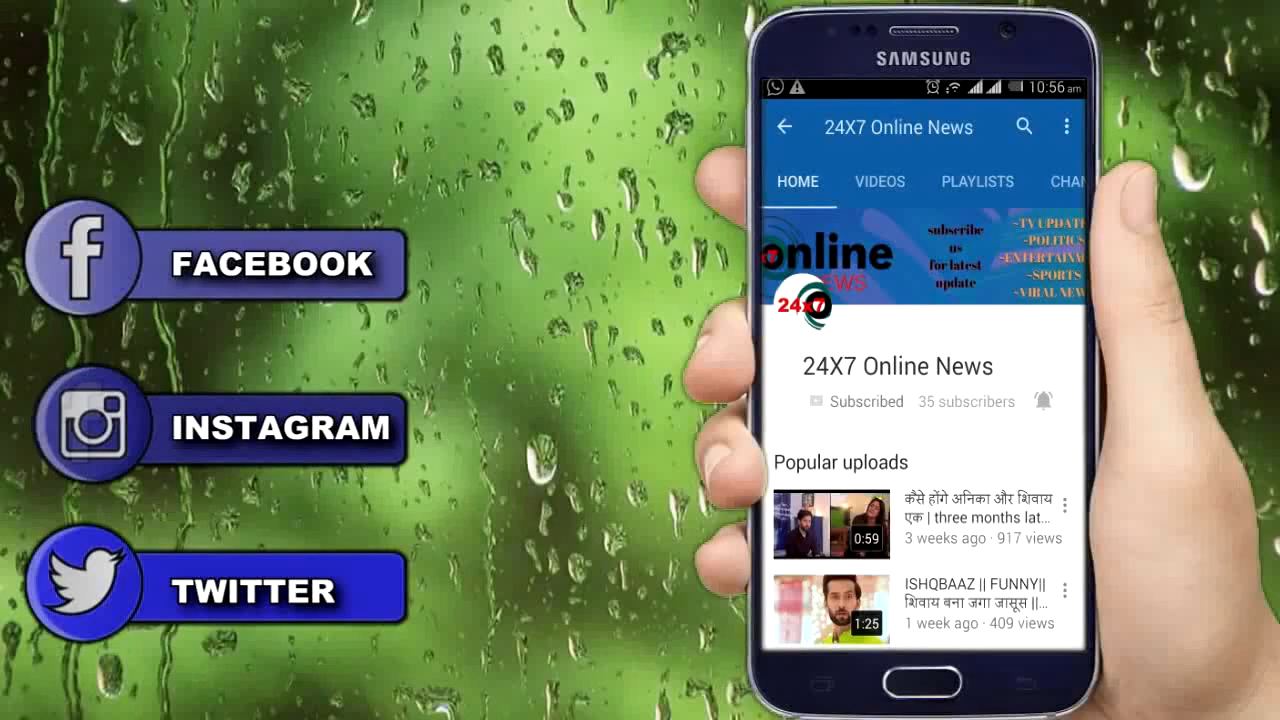 FACEBOOK
INSTAGRAM
TWITTER
SAMSUNG
10:56 am
24X7 Online News
HOME VIDEOS PLAYLISTS CHAN
online
NEWS
subscribe
us
for latest
update
~TV UPDATE
~POLITICS
~ENTERTAINM
~SPORTS
~VIRAL NEW
24x7
24X7 Online News
Subscribed 35 subscribers
Popular uploads
कैसे होंगे अनिका और शिवाय
एक | three months lat...
3 weeks ago · 917 views
0:59
ISHQBAAZ || FUNNY||
शिवाय बना जगा जासूस ||...
1 week ago · 409 views
1:25